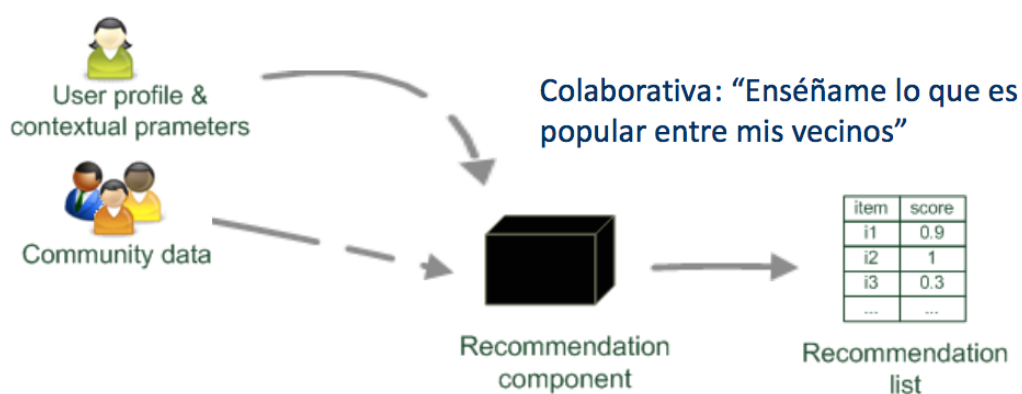 User profile &
contextual prameters
Colaborativa: “Enséñame lo que es
popular entre mis vecinos”
Community data
Recommendation
component
item score
i1 0.9
i2 1
i3 0.3
... ...
Recommendation
list